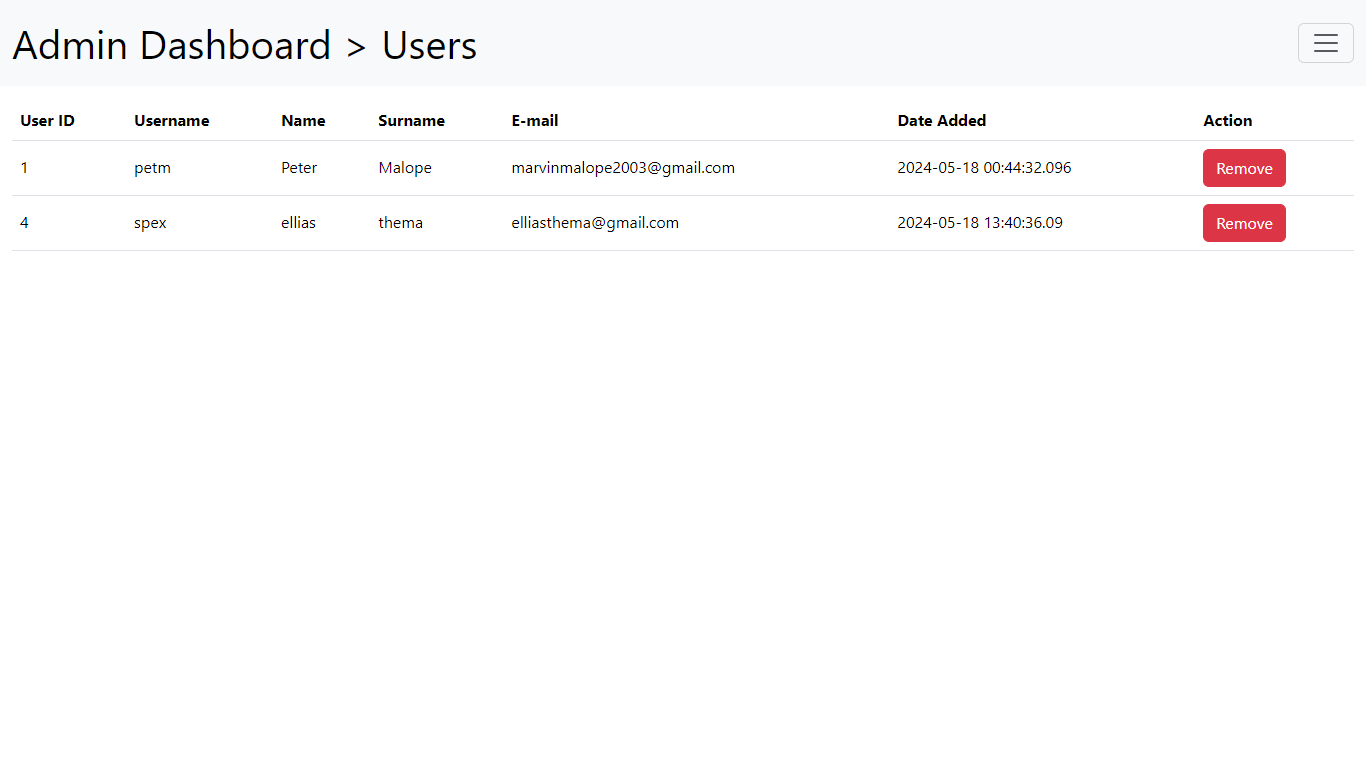 Admin Dashboard > Users
User ID Username Name Surname E-mail Date Added Action
1 petm Peter Malope marvinmalope2003@gmail.com 2024-05-18 00:44:32.096 Remove
4 spex ellias thema elliasthema@gmail.com 2024-05-18 13:40:36.09 Remove